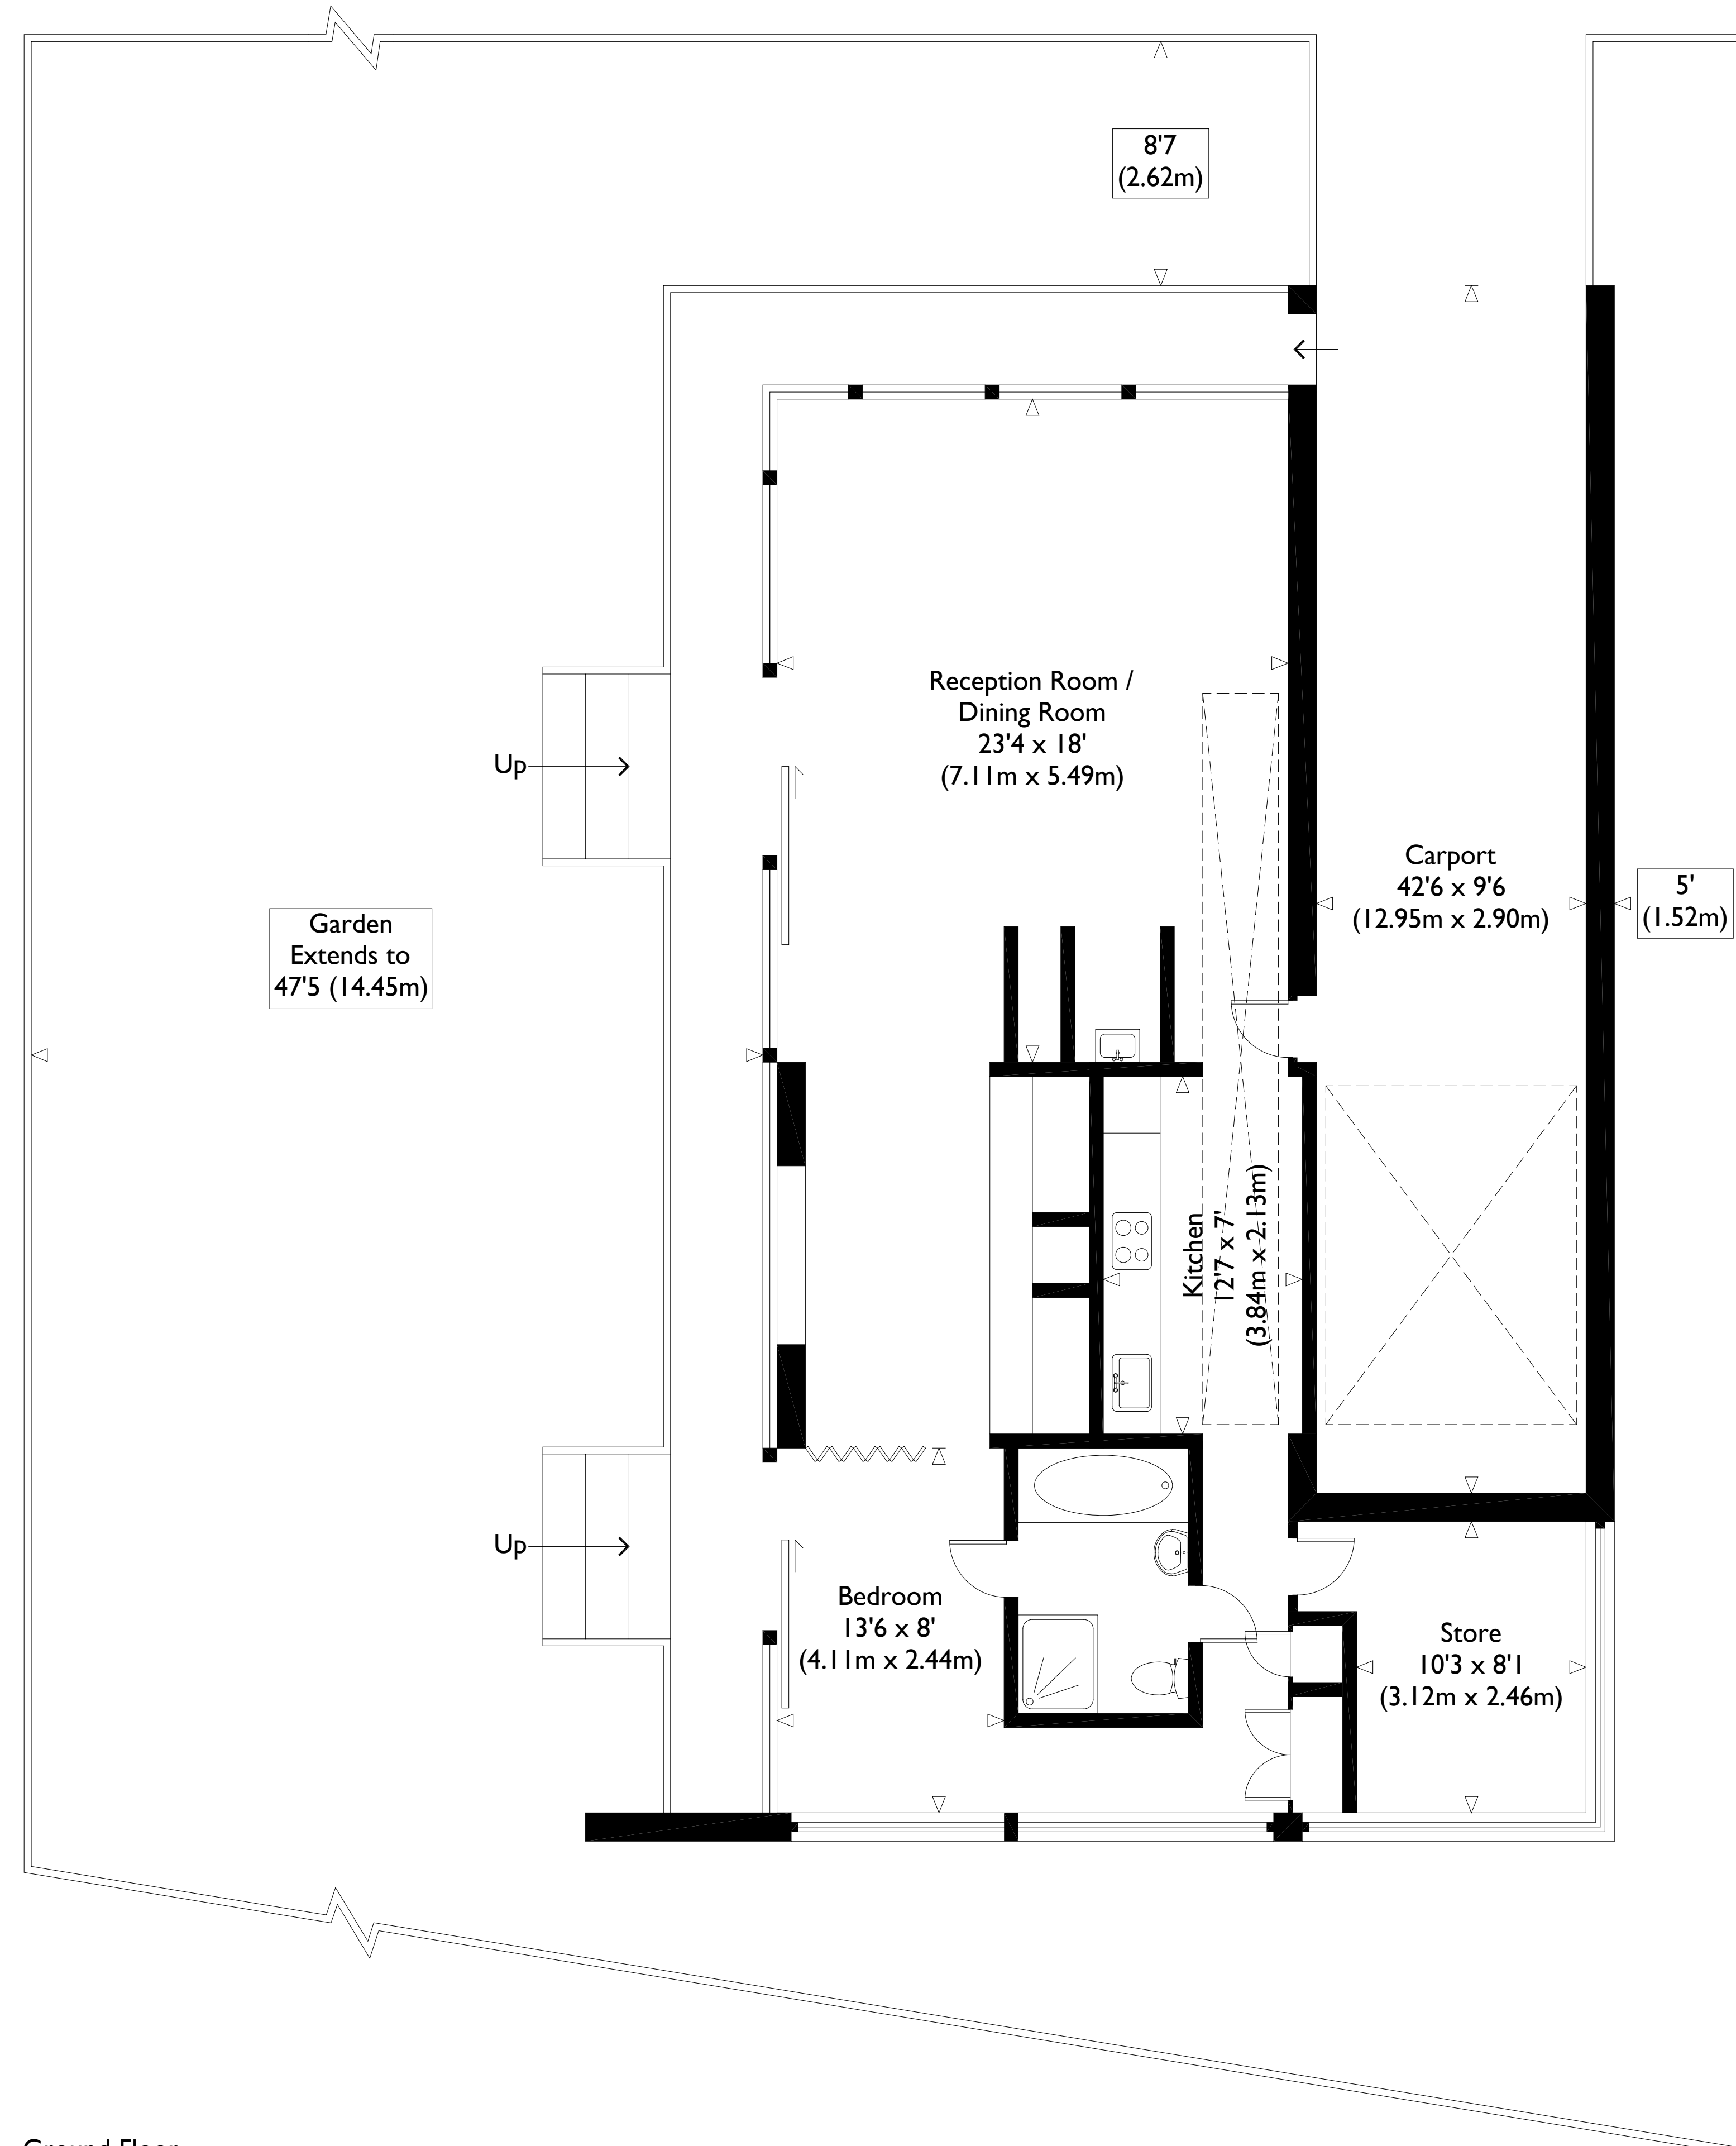 8'7
(2.62m)
Reception Room /
Dining Room
23'4 x 18'
(7.11m x 5.49m)
Up
Carport
42'6 x 9'6
(12.95m x 2.90m)
5'
(1.52m)
Garden
Extends to
47'5 (14.45m)
Kitchen
12'7 x 7'
(3.84m x 2.13m)
Up
Bedroom
13'6 x 8'
(4.11m x 2.44m)
Store
10'3 x 8'1
(3.12m x 2.46m)
Ground Floor